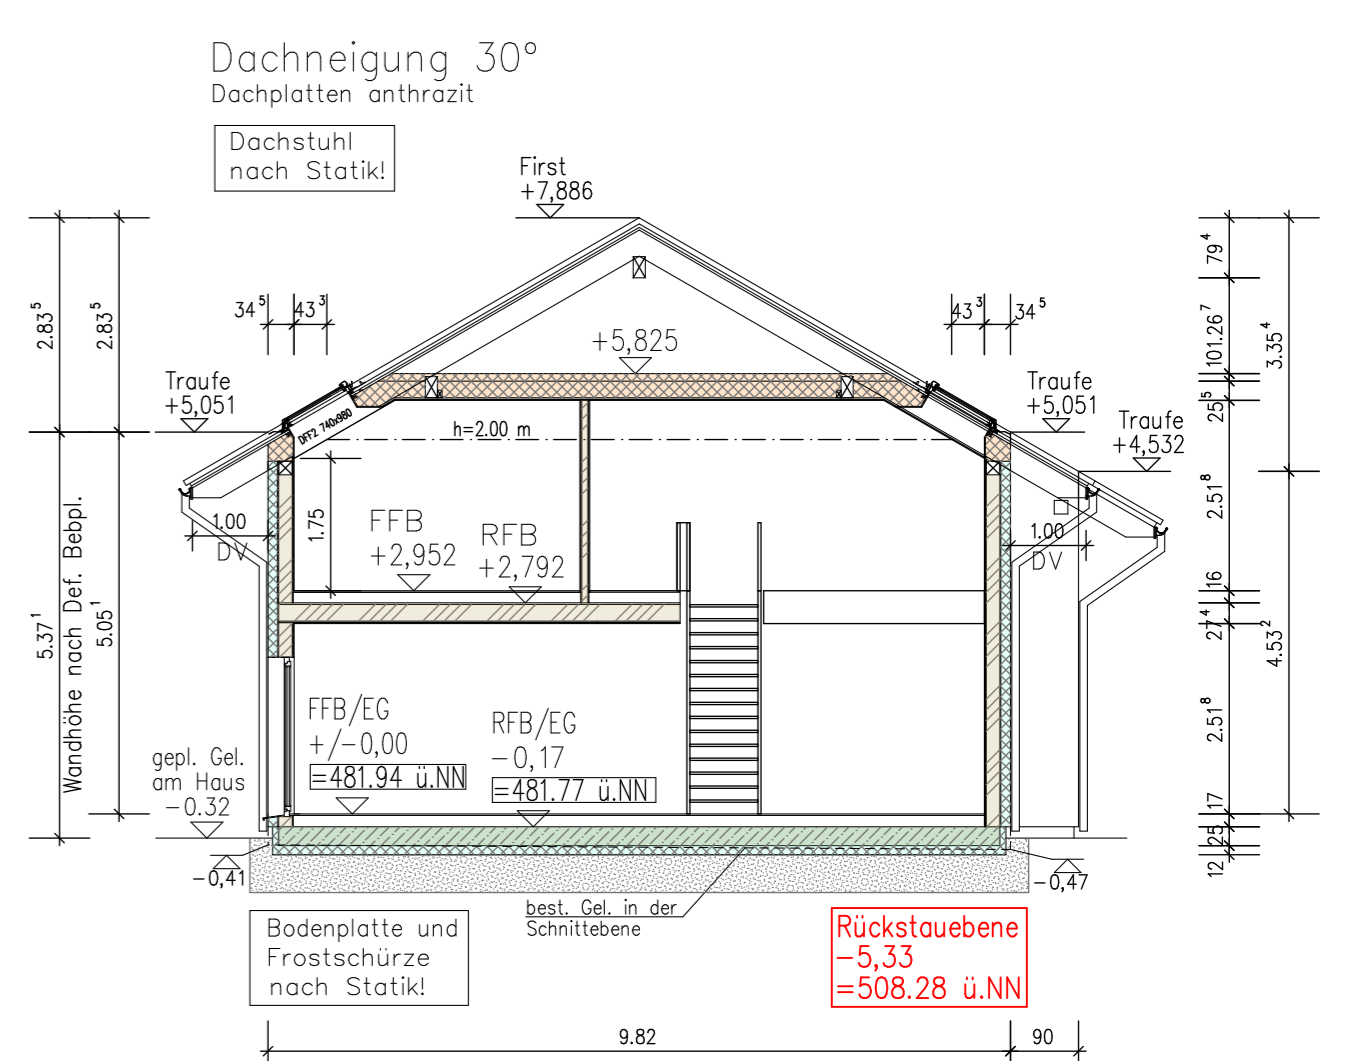 Dachneigung 30°
Dachplatten anthrazit
Dachstuhl
nach Statik!
First
+7,886
2.83⁵
2.83⁵
34⁵
43³
43³
34⁵
79⁴
101.26⁷
3.35⁴
+5,825
Traufe
+5,051
Traufe
+5,051
Traufe
+4,532
DFF2 740x980
h=2.00 m
25⁵
1.00
DV
1.75
FFB
+2,952
RFB
+2,792
1.00
DV
2.51⁸
16
27⁴
4.53²
5.37¹
Wandhöhe nach Def. Bebpl.
5.05¹
FFB/EG
+/−0,00
=481.94 ü.NN
RFB/EG
−0,17
=481.77 ü.NN
2.51⁸
gepl. Gel.
am Haus
−0.32
17
25
12
−0,41
−0,47
best. Gel. in der
Schnittebene
Bodenplatte und
Frostschürze
nach Statik!
Rückstauebene
−5,33
=508.28 ü.NN
9.82
90